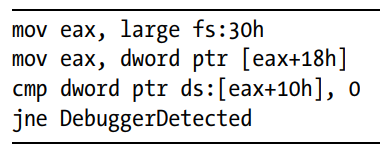 mov eax, large fs:30h
mov eax, dword ptr [eax+18h]
cmp dword ptr ds:[eax+10h], 0
jne DebuggerDetected